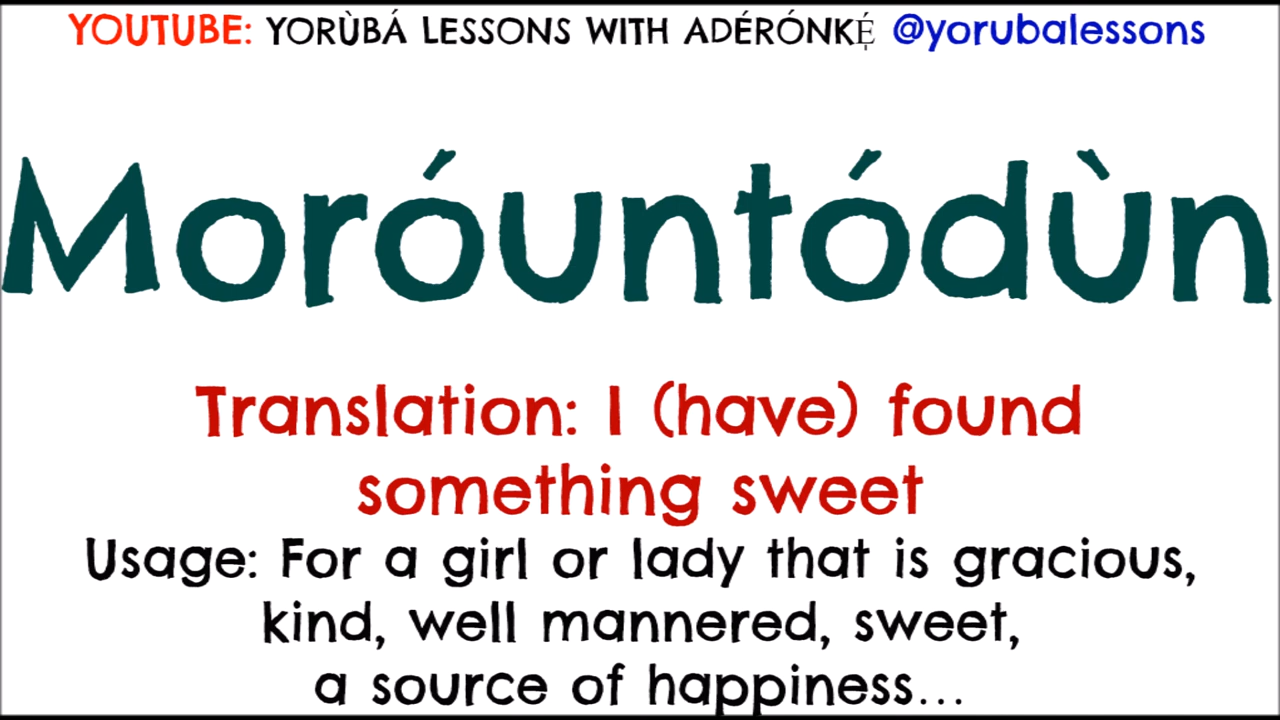 YOUTUBE: YORÙBÁ LESSONS WITH ADÉRÓNKẸ́ @yorubalessons
Moróuntódùn
Translation: I (have) found
something sweet
Usage: For a girl or lady that is gracious,
kind, well mannered, sweet,
a source of happiness...